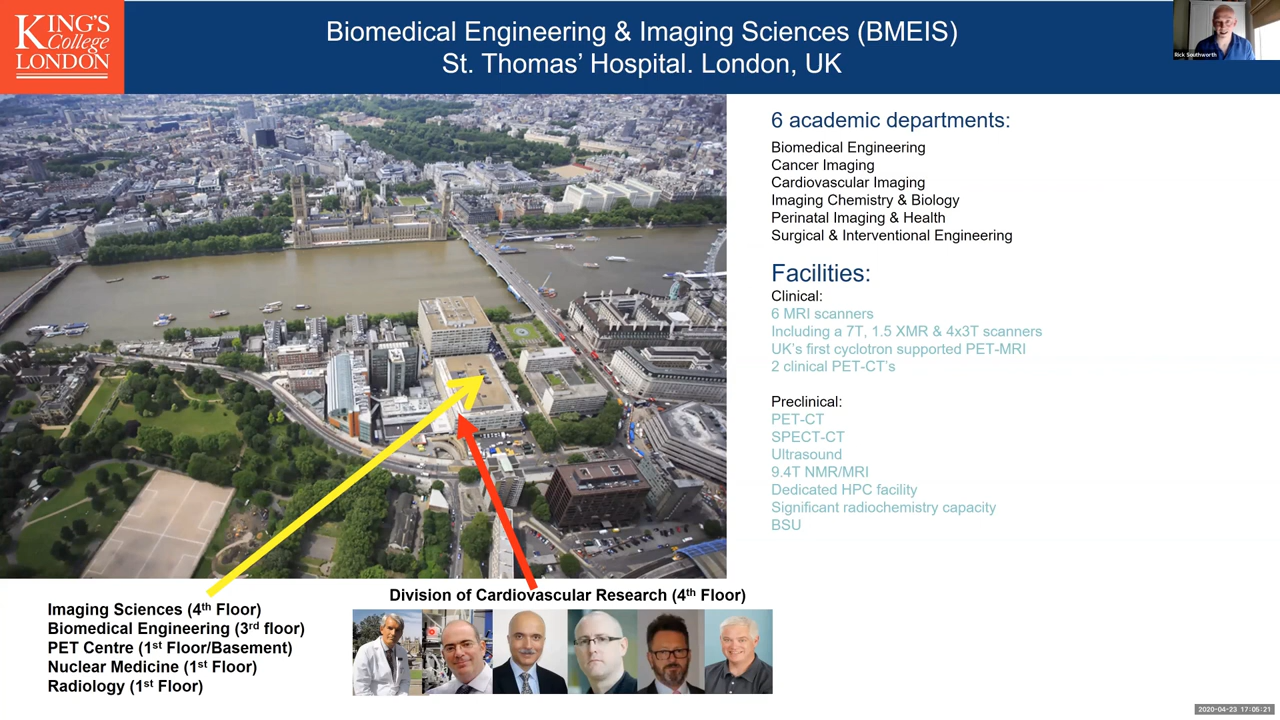 KING'S
College
LONDON
Biomedical Engineering & Imaging Sciences (BMEIS)
St. Thomas' Hospital. London, UK
Rick Southworth
6 academic departments:
Biomedical Engineering
Cancer Imaging
Cardiovascular Imaging
Imaging Chemistry & Biology
Perinatal Imaging & Health
Surgical & Interventional Engineering
Facilities:
Clinical:
6 MRI scanners
Including a 7T, 1.5 XMR & 4x3T scanners
UK's first cyclotron supported PET-MRI
2 clinical PET-CT's
Preclinical:
PET-CT
SPECT-CT
Ultrasound
9.4T NMR/MRI
Dedicated HPC facility
Significant radiochemistry capacity
BSU
Imaging Sciences (4th Floor)
Biomedical Engineering (3rd floor)
PET Centre (1st Floor/Basement)
Nuclear Medicine (1st Floor)
Radiology (1st Floor)
Division of Cardiovascular Research (4th Floor)
2020-04-23 17:05:21